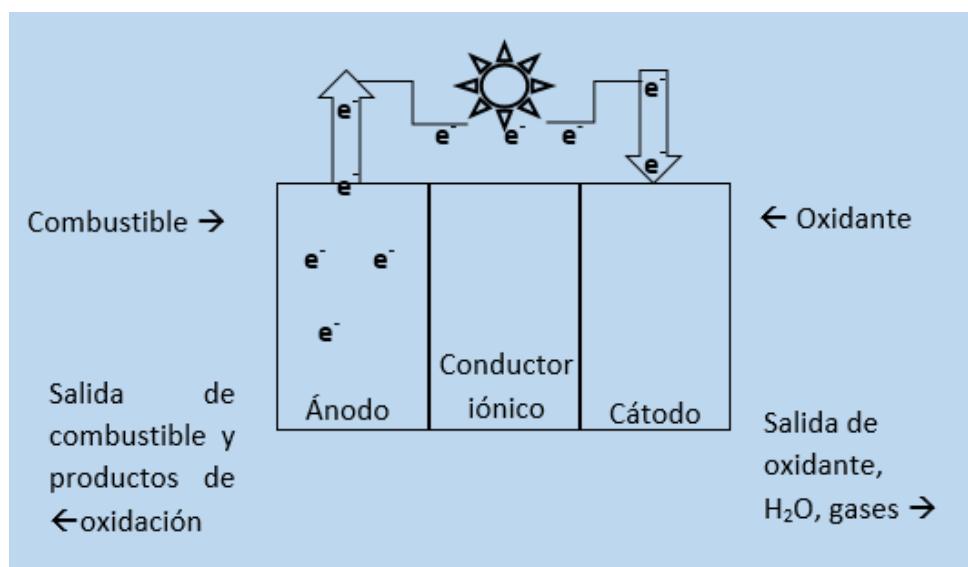 e-
e-
e-
e-
e-
e-
e-
e-
Combustible →
← Oxidante
e-
e-
e-
Conductor
iónico
Ánodo
Cátodo
Salida de
combustible y
productos de
←oxidación
Salida de
oxidante,
H₂O, gases →